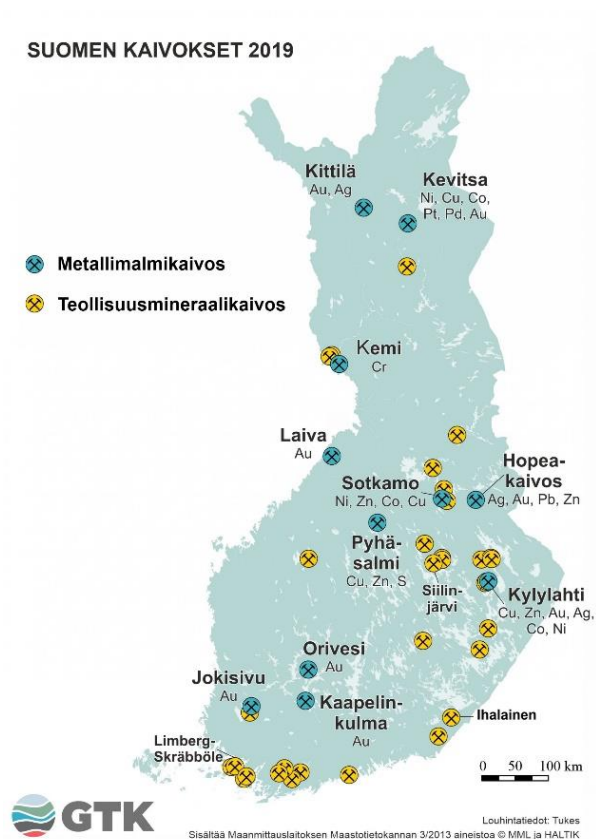 SUOMEN KAIVOKSET 2019
Kittilä
Au, Ag
Kevitsa
Ni, Cu, Co,
Pt, Pd, Au
Metallimalmikaivos
Teollisuusmineraalikaivos
Kemi
Cr
Laiva
Au
Hopea-
kaivos
Ag, Au, Pb, Zn
Sotkamo
Ni, Zn, Co, Cu
Pyhä-
salmi
Cu, Zn, S
Siilin-
järvi
Kylylahti
Cu, Zn, Au, Ag,
Co, Ni
Orivesi
Au
Jokisivu
Au
Kaapelin-
kulma
Au
Ihalainen
Limberg-
Skräbböle
0 50 100 km
GTK
Louhintatiedot: Tukes
Sisältää Maanmittauslaitoksen Maastotietokannan 3/2013 aineistoa © MML ja HALTIK